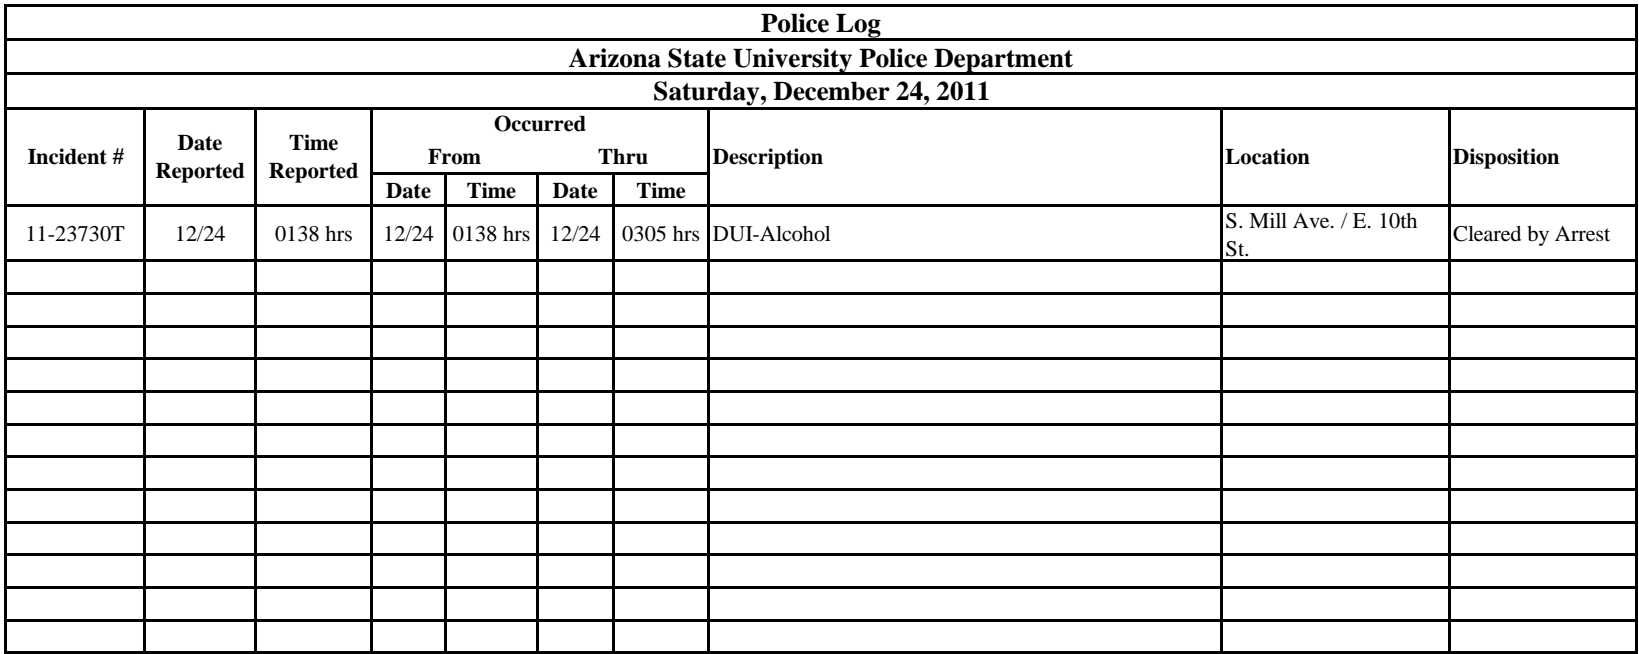 Police Log
Arizona State University Police Department
Saturday, December 24, 2011
Incident # Date Reported Time Reported Occurred Description Location Disposition
From Thru
Date Time Date Time
11-23730T 12/24 0138 hrs 12/24 0138 hrs 12/24 0305 hrs DUI-Alcohol S. Mill Ave. / E. 10th St. Cleared by Arrest